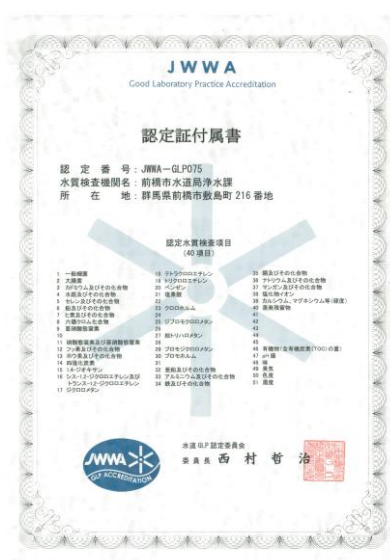 JWWA
Good Laboratory Practice Accreditation
認定証付属書
認定番号：JWWA－GLP075
水質検査機関名：前橋市水道局浄水課
所在地：群馬県前橋市敷島町216番地
認定水質検査項目
(40項目)
1 一般細菌
2 大腸菌
3 カドミウム及びその化合物
4 水銀及びその化合物
5 セレン及びその化合物
6 鉛及びその化合物
7 ヒ素及びその化合物
8 六価クロム化合物
9 亜硝酸態窒素
10
11 硝酸態窒素及び亜硝酸態窒素
12 フッ素及びその化合物
13 ホウ素及びその化合物
14 四塩化炭素
15 1,4-ジオキサン
16 シス-1,2-ジクロロエチレン及び
トランス-1,2-ジクロロエチレン
17 ジクロロメタン
18 テトラクロロエチレン
19 トリクロロエチレン
20 ベンゼン
21 塩素酸
22
23 クロロホルム
24
25 ジブロモクロロメタン
26
27 総トリハロメタン
28
29 ブロモジクロロメタン
30 ブロモホルム
31
32 亜鉛及びその化合物
33 アルミニウム及びその化合物
34 鉄及びその化合物
35 銅及びその化合物
36 ナトリウム及びその化合物
37 マンガン及びその化合物
38 塩化物イオン
39 カルシウム、マグネシウム等(硬度)
40 蒸発残留物
41
42
43
44
45
46 有機物(全有機炭素(TOC)の量)
47 pH値
48 味
49 臭気
50 色度
51 濁度
JWWA
GLP ACCREDITATION
水道GLP認定委員会
委員長 西村哲治